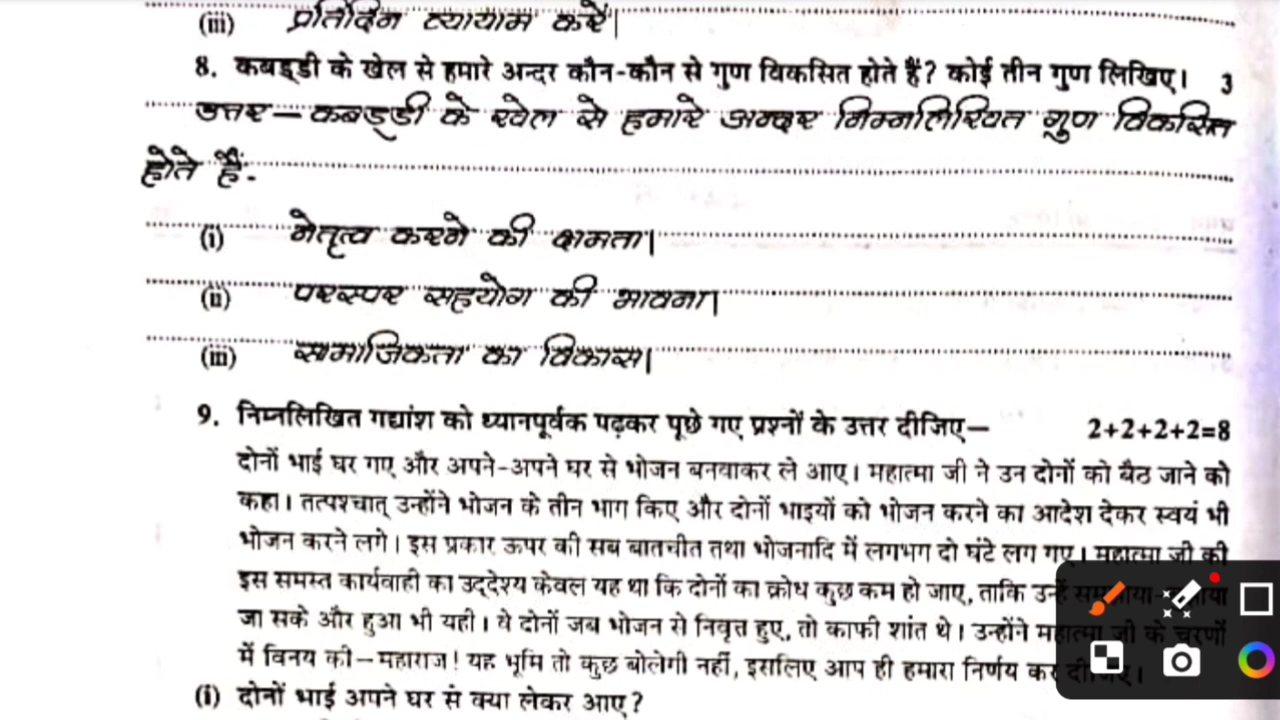 (iii) प्रतिदिन व्यायाम करें।
8. कबड्डी के खेल से हमारे अन्दर कौन-कौन से गुण विकसित होते हैं? कोई तीन गुण लिखिए। 3
उत्तर – कबड्डी के खेल से हमारे अन्दर निम्नलिखित गुण विकसित
होते हैं-
(i) नेतृत्व करने की क्षमता।
(ii) परस्पर सहयोग की भावना।
(iii) सामाजिकता का विकास।
9. निम्नलिखित गद्यांश को ध्यानपूर्वक पढ़कर पूछे गए प्रश्नों के उत्तर दीजिए— 2+2+2+2=8
दोनों भाई घर गए और अपने-अपने घर से भोजन बनवाकर ले आए। महात्मा जी ने उन दोनों को बैठ जाने को
कहा। तत्पश्चात् उन्होंने भोजन के तीन भाग किए और दोनों भाइयों को भोजन करने का आदेश देकर स्वयं भी
भोजन करने लगे। इस प्रकार ऊपर की सब बातचीत तथा भोजनादि में लगभग दो घंटे लग गए। महात्मा जी की
इस समस्त कार्यवाही का उद्देश्य केवल यह था कि दोनों का क्रोध कुछ कम हो जाए, ताकि उन्हें
जा सके और हुआ भी यही। वे दोनों जब भोजन से निवृत्त हुए, तो काफी शांत थे। उन्होंने महात्मा जी के चरणों
में विनय की—महाराज! यह भूमि तो कुछ बोलेगी नहीं, इसलिए आप ही हमारा निर्णय कर दीजिए।
(i) दोनों भाई अपने घर से क्या लेकर आए?